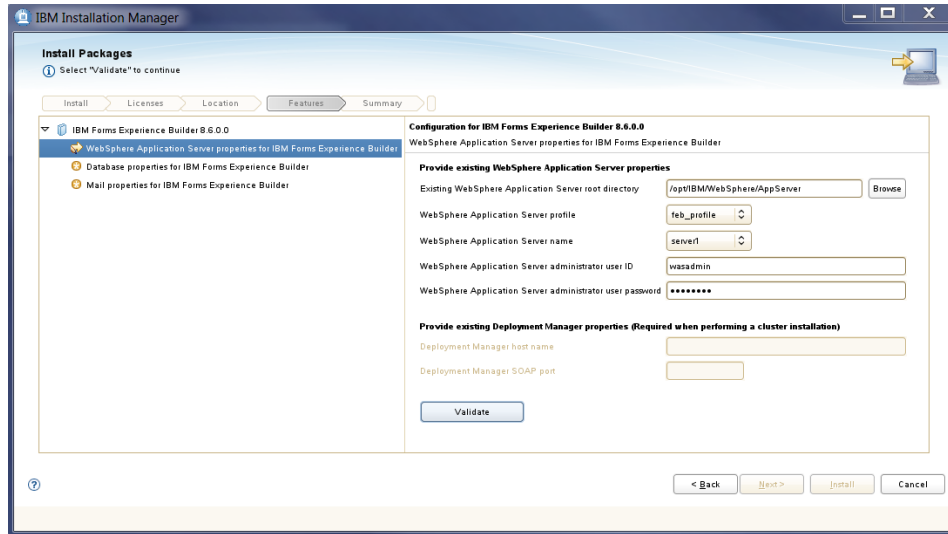 IBM Installation Manager
Install Packages
Select "Validate" to continue
Install Licenses Location Features Summary
IBM Forms Experience Builder 8.6.0.0
WebSphere Application Server properties for IBM Forms Experience Builder
Database properties for IBM Forms Experience Builder
Mail properties for IBM Forms Experience Builder
Configuration for IBM Forms Experience Builder 8.6.0.0
WebSphere Application Server properties for IBM Forms Experience Builder
Provide existing WebSphere Application Server properties
Existing WebSphere Application Server root directory /opt/IBM/WebSphere/AppServer Browse
WebSphere Application Server profile feb_profile
WebSphere Application Server name server1
WebSphere Application Server administrator user ID wasadmin
WebSphere Application Server administrator user password ••••••••
Provide existing Deployment Manager properties (Required when performing a cluster installation)
Deployment Manager host name
Deployment Manager SOAP port
Validate
? < Back Next > Install Cancel